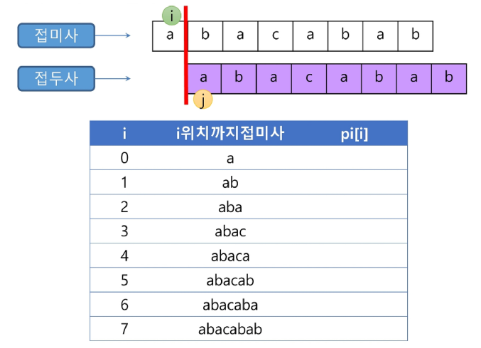 i
접미사 a b a c a b a b
접두사 a b a c a b a b
j
i i위치까지접미사 pi[i]
0 a
1 ab
2 aba
3 abac
4 abaca
5 abacab
6 abacaba
7 abacabab